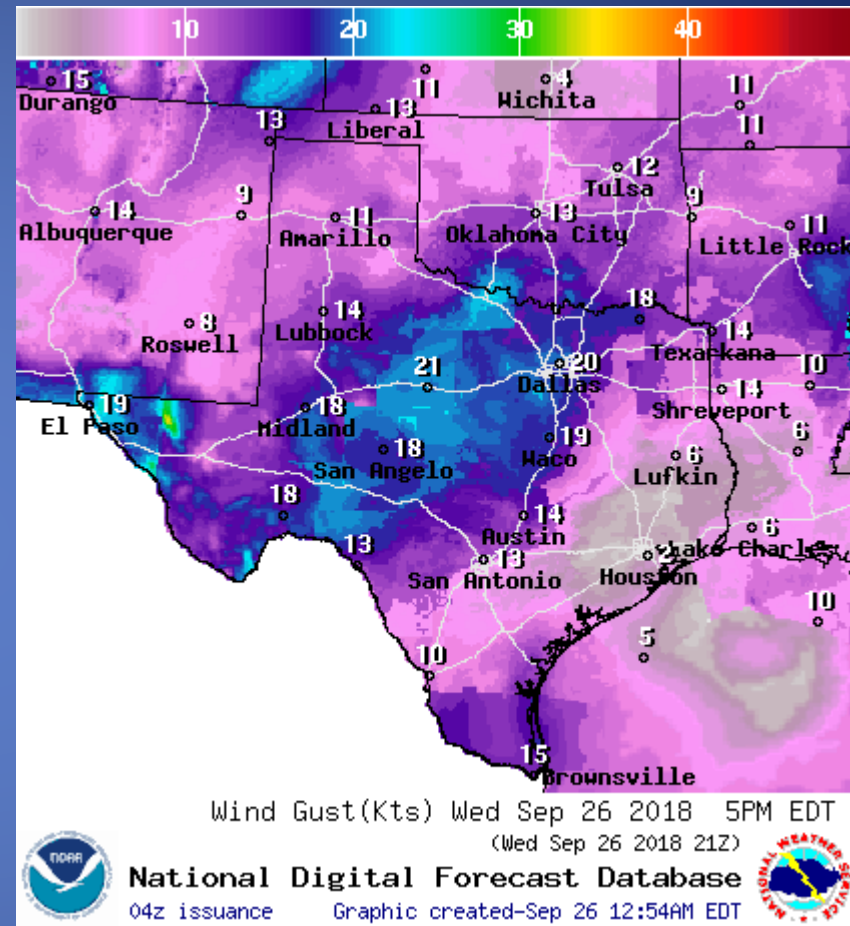 10 20 30 40
15 11 4 11
Durango Wichita
13 13 11
Liberal
12
Tulsa
14 9 11 13 9 11
Albuquerque Amarillo Oklahoma City Little Rock
8 14 18 14
Roswell Lubbock Texarkana
21 20 14 10
Dallas Shreveport
19 18 19 6
El Paso Midland Waco
18 6
San Angelo Lufkin
18 14 6
Austin
13 13 Lake
San Antonio Houston
10 5 10
15
Brownsville
Wind Gust(Kts) Wed Sep 26 2018 5PM EDT
(Wed Sep 26 2018 21Z)
NOAA
National Digital Forecast Database
04z issuance Graphic created-Sep 26 12:54AM EDT
NATIONAL WEATHER SERVICE